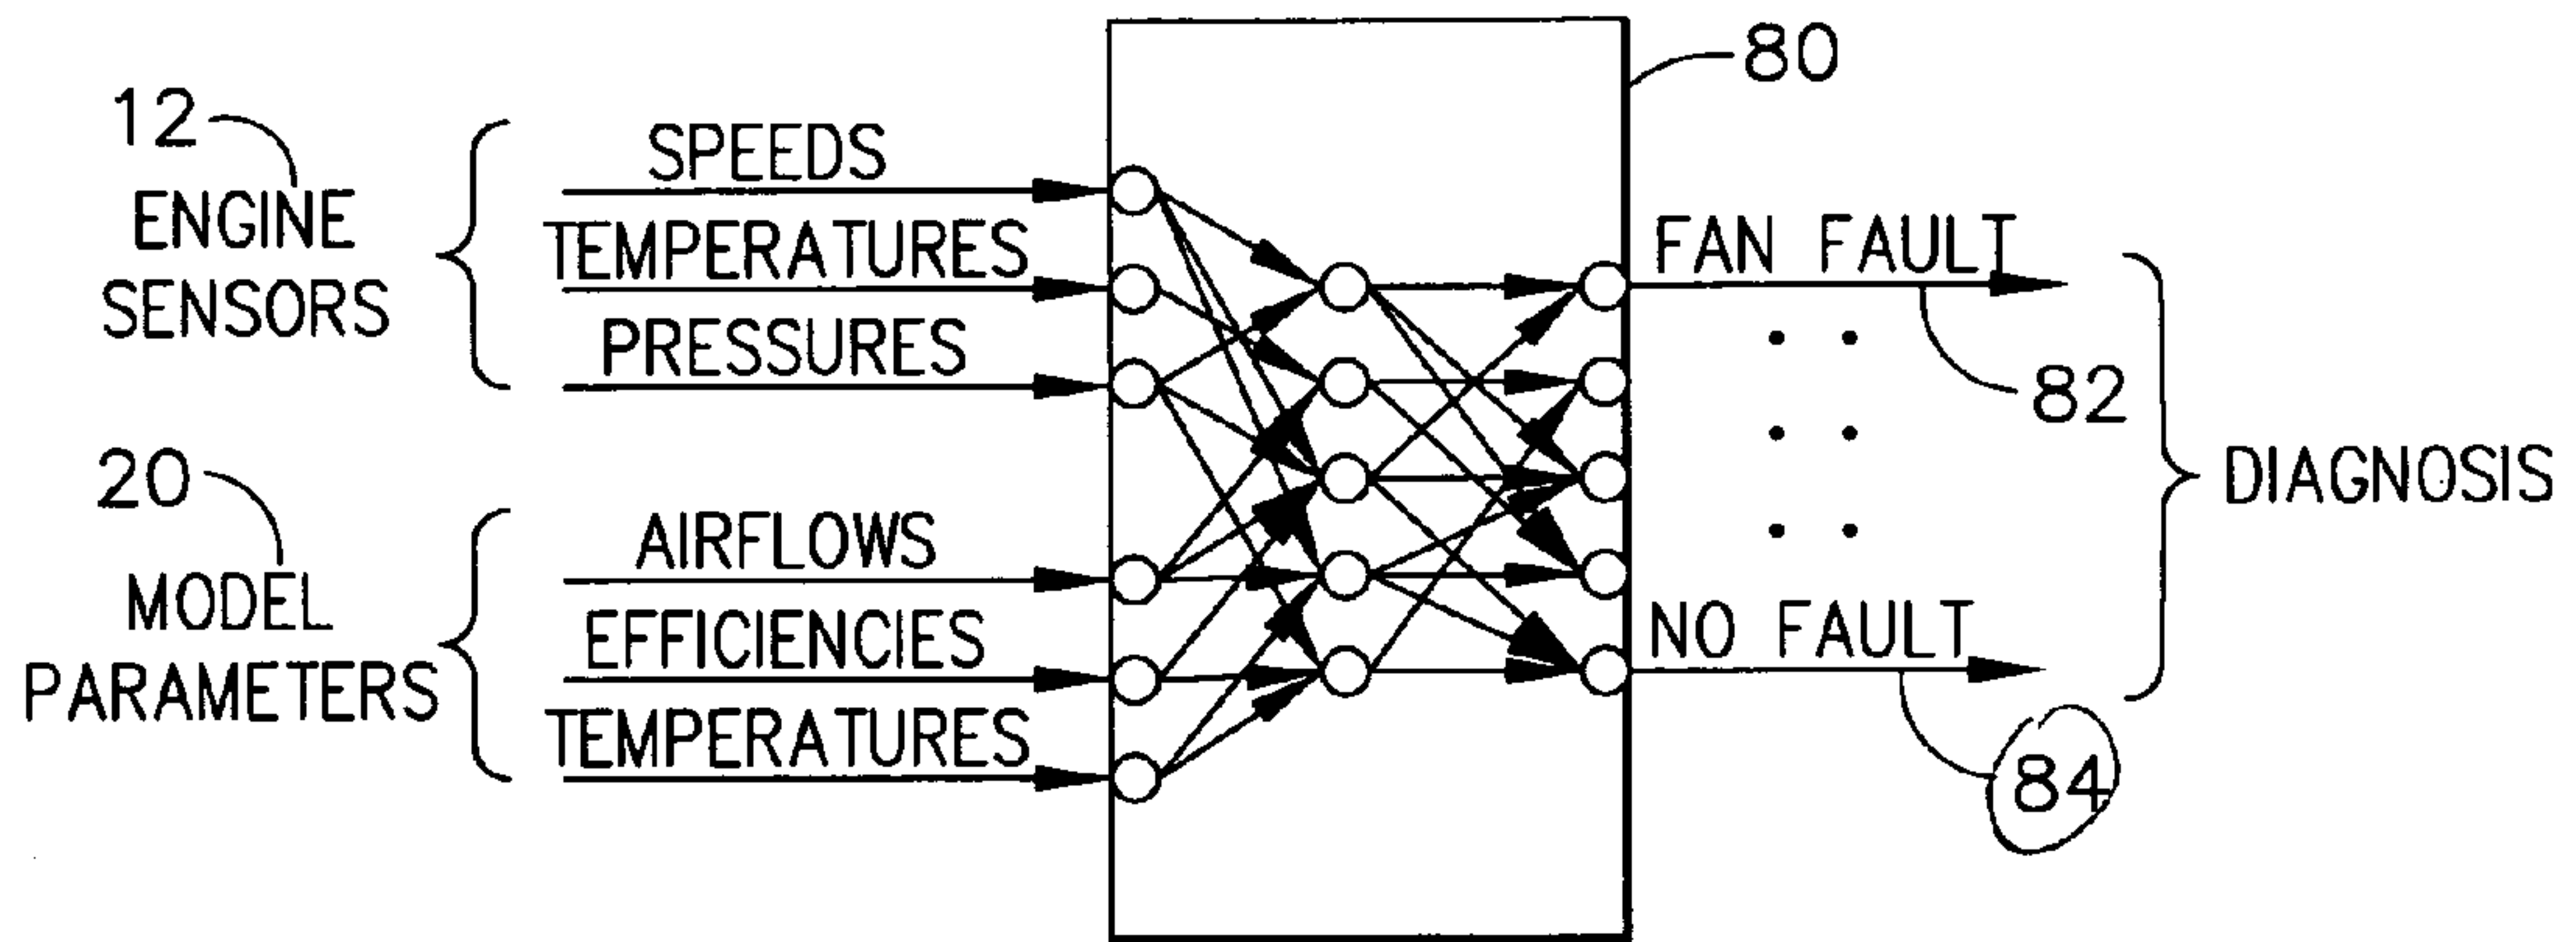 12
ENGINE
SENSORS
SPEEDS
TEMPERATURES
PRESSURES
20
MODEL
PARAMETERS
AIRFLOWS
EFFICIENCIES
TEMPERATURES
80
FAN FAULT
82
NO FAULT
84
DIAGNOSIS